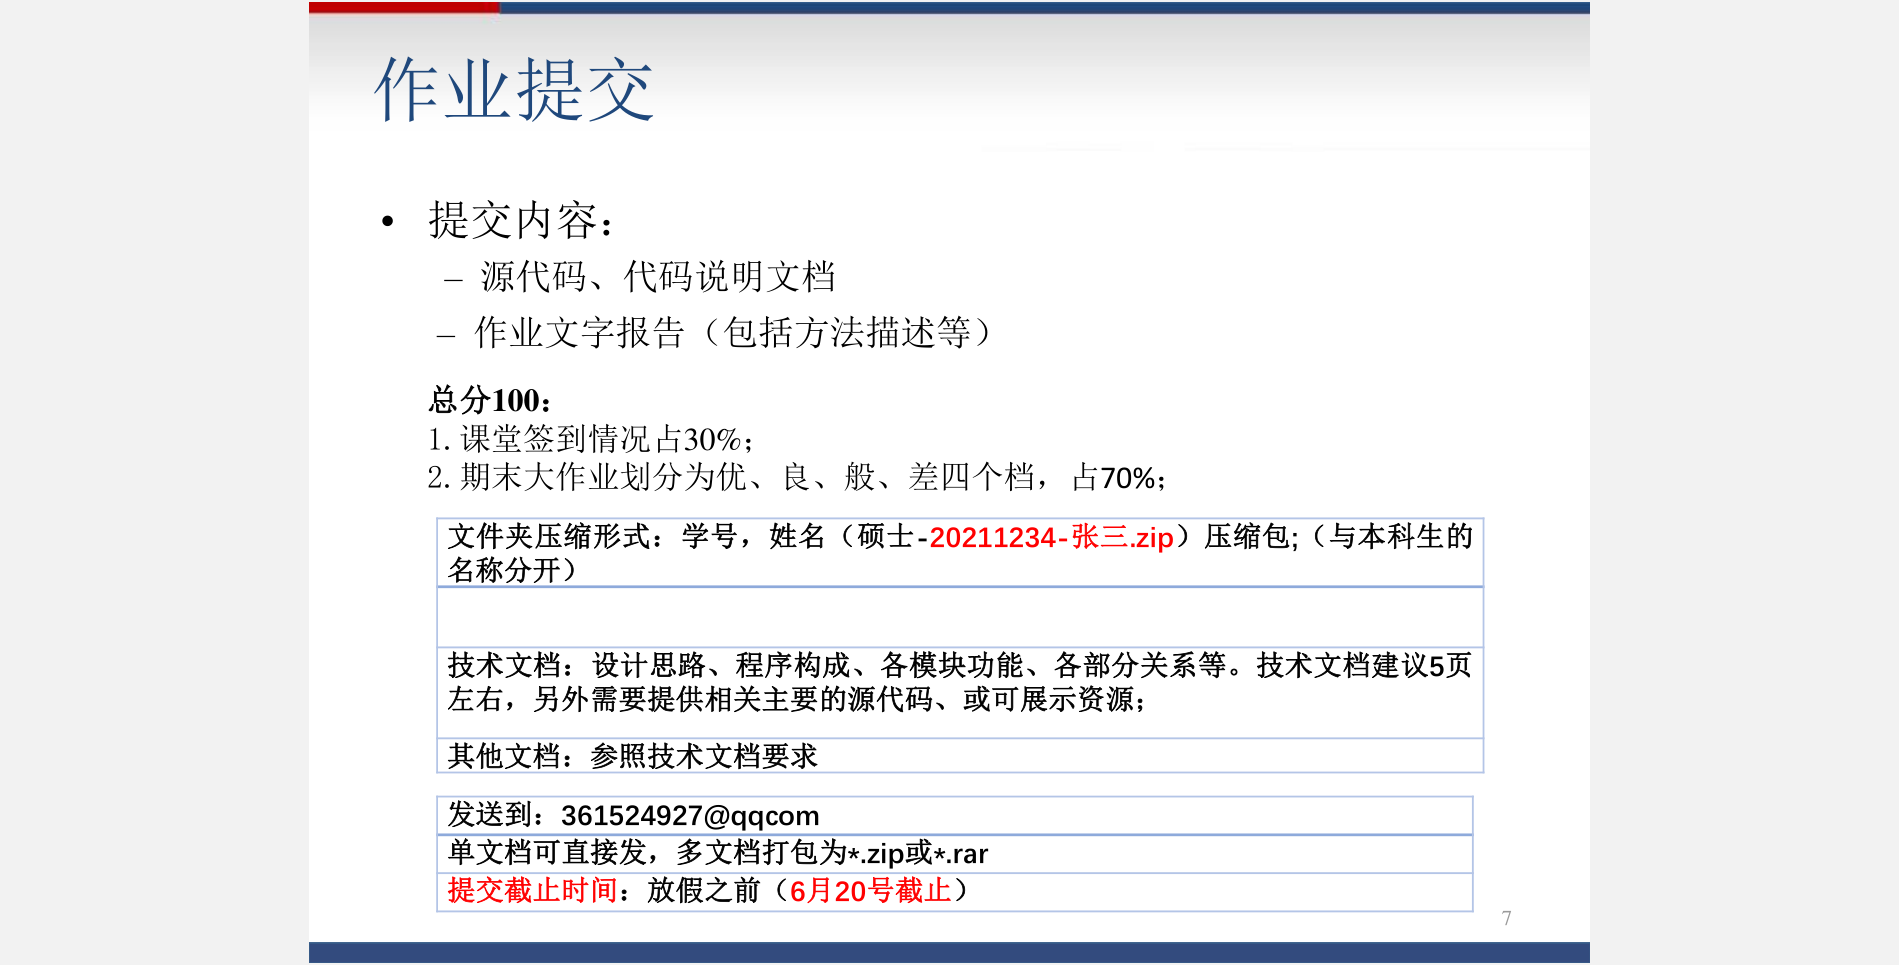 作业提交
• 提交内容：
– 源代码、代码说明文档
– 作业文字报告（包括方法描述等）
总分100：
1. 课堂签到情况占30%；
2. 期末大作业划分为优、良、般、差四个档，占70%；
文件夹压缩形式：学号，姓名（硕士-20211234-张三.zip）压缩包;（与本科生的
名称分开）
技术文档：设计思路、程序构成、各模块功能、各部分关系等。技术文档建议5页
左右，另外需要提供相关主要的源代码、或可展示资源；
其他文档：参照技术文档要求
发送到：361524927@qqcom
单文档可直接发，多文档打包为*.zip或*.rar
提交截止时间：放假之前（6月20号截止）
7